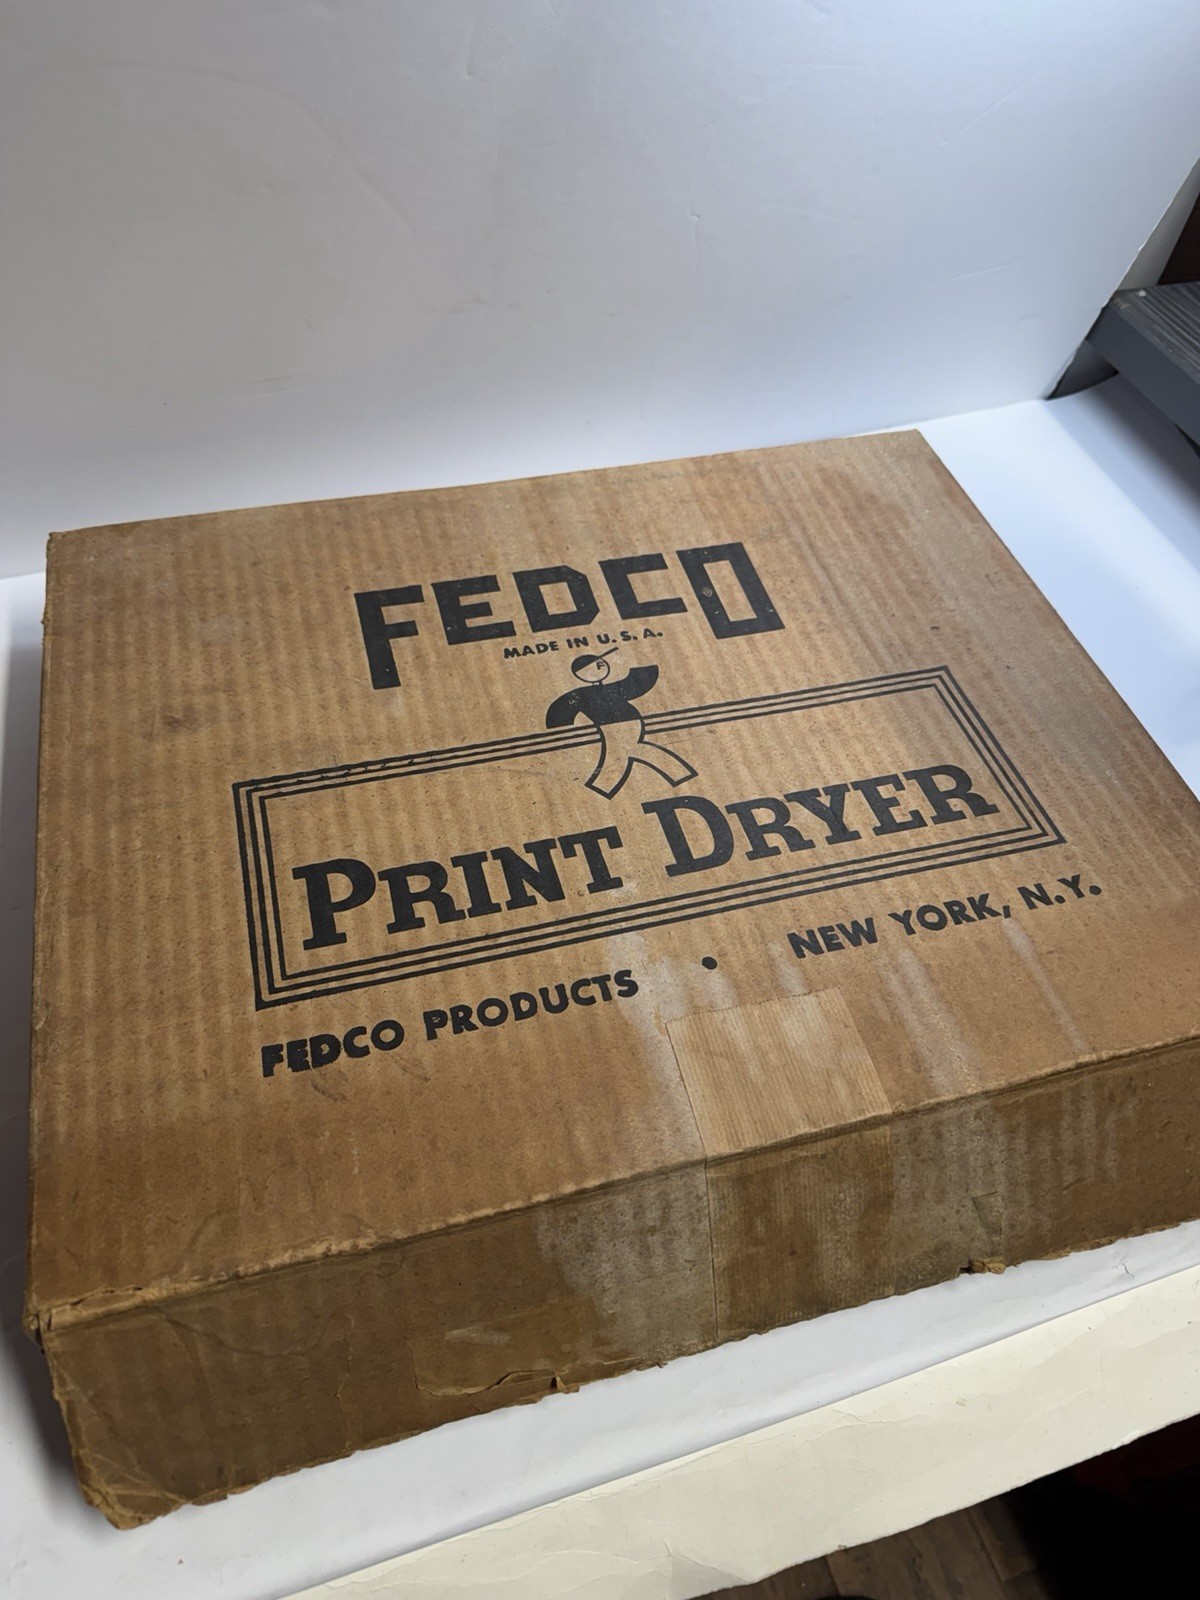 FEDCO
MADE IN U.S.A.
F
PRINT DRYER
FEDCO PRODUCTS • NEW YORK, N.Y.